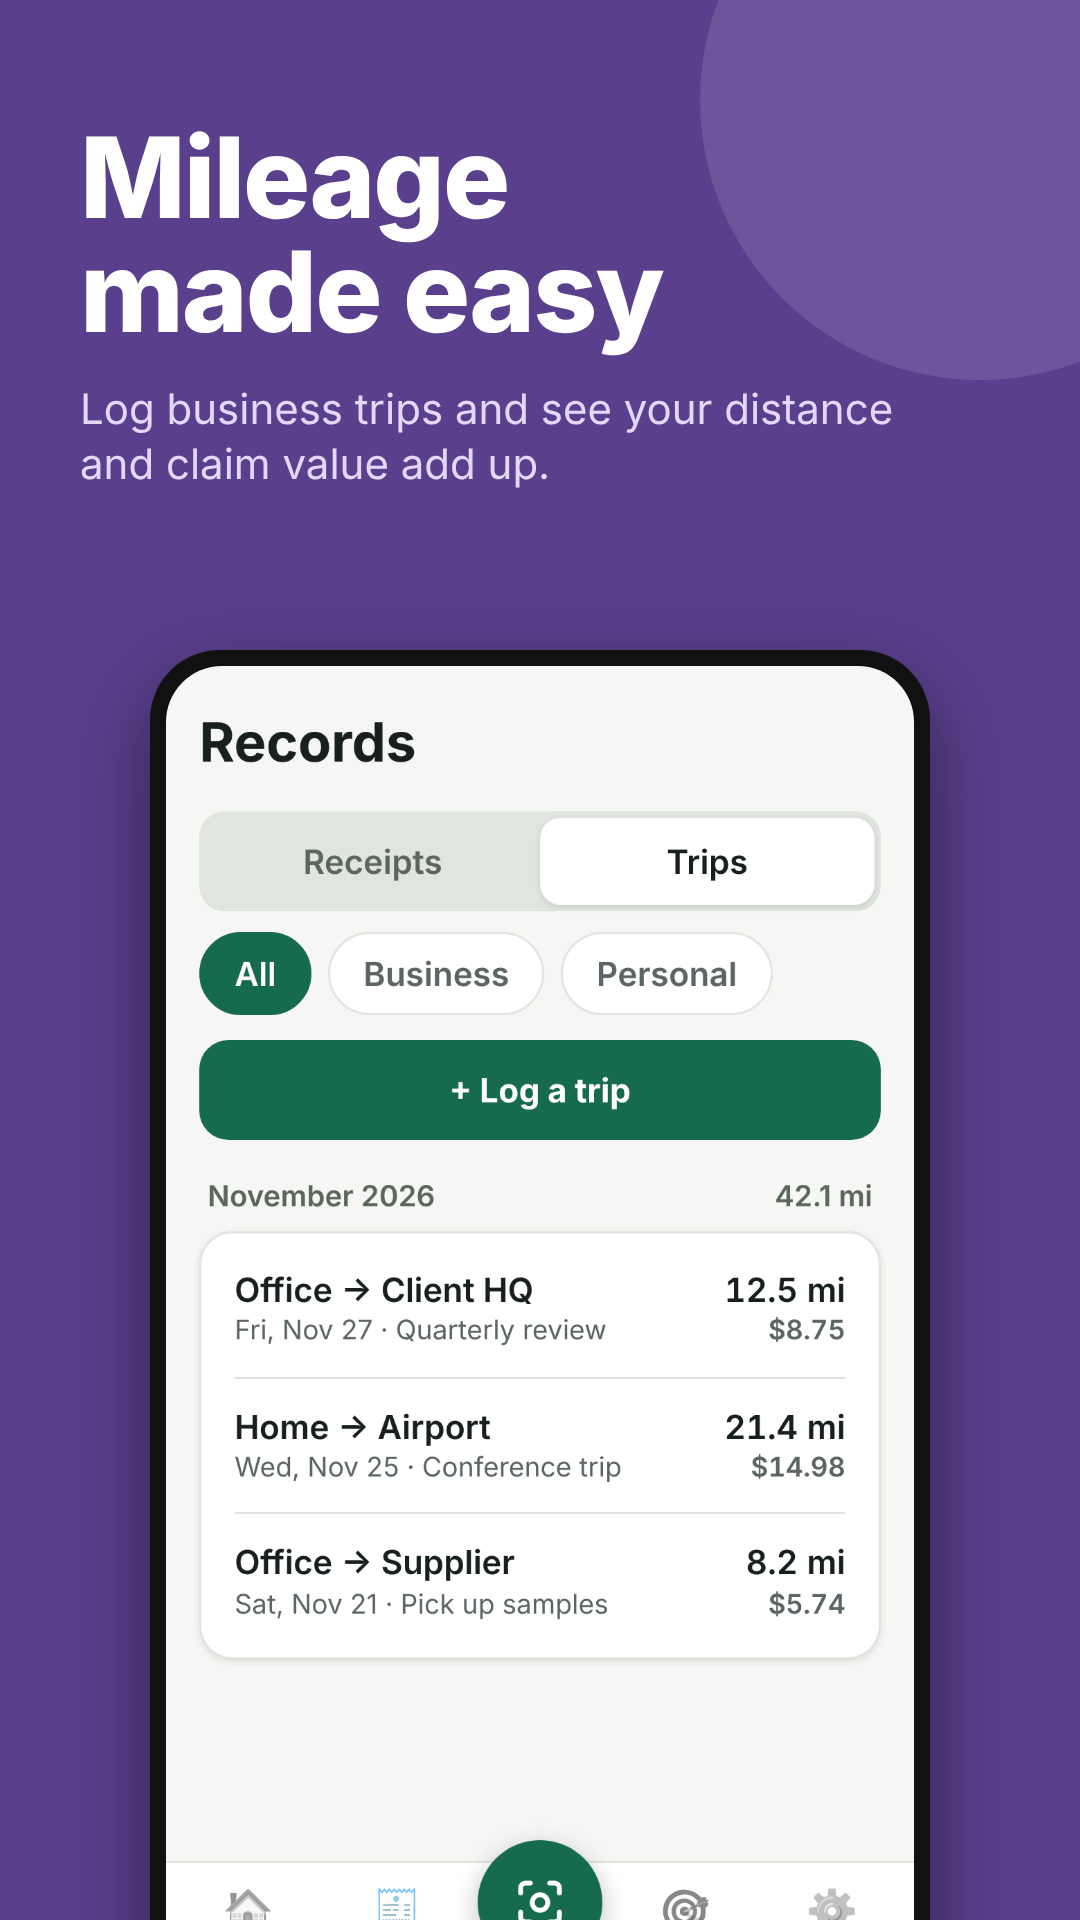 Mileage
made easy
Log business trips and see your distance
and claim value add up.
Records
Receipts Trips
All Business Personal
+ Log a trip
November 2026 42.1 mi
Office → Client HQ 12.5 mi
Fri, Nov 27 · Quarterly review $8.75
Home → Airport 21.4 mi
Wed, Nov 25 · Conference trip $14.98
Office → Supplier 8.2 mi
Sat, Nov 21 · Pick up samples $5.74